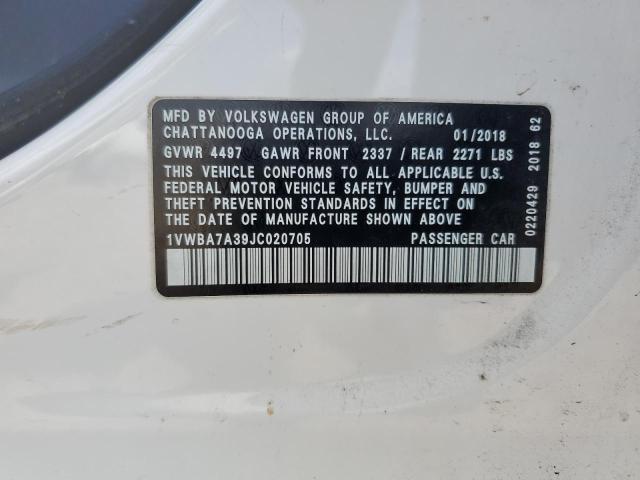 MFD BY VOLKSWAGEN GROUP OF AMERICA
CHATTANOOGA OPERATIONS, LLC. 01/2018
GVWR 4497 GAWR FRONT 2337 / REAR 2271 LBS
THIS VEHICLE CONFORMS TO ALL APPLICABLE U.S.
FEDERAL MOTOR VEHICLE SAFETY, BUMPER AND
THEFT PREVENTION STANDARDS IN EFFECT ON THE
DATE OF MANUFACTURE SHOWN ABOVE
1VWBA7A39JC020705 PASSENGER CAR
0220429 2018 62